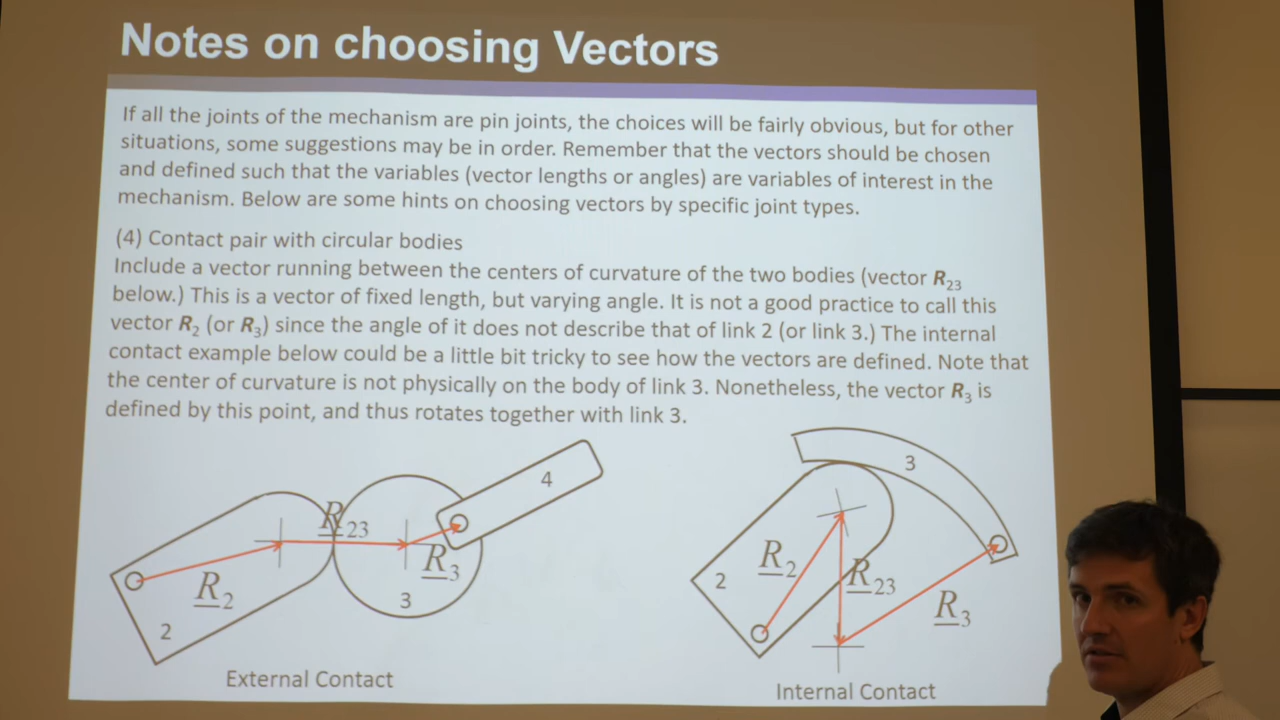 Notes on choosing Vectors
If all the joints of the mechanism are pin joints, the choices will be fairly obvious, but for other
situations, some suggestions may be in order. Remember that the vectors should be chosen
and defined such that the variables (vector lengths or angles) are variables of interest in the
mechanism. Below are some hints on choosing vectors by specific joint types.
(4) Contact pair with circular bodies
Include a vector running between the centers of curvature of the two bodies (vector R23
below.) This is a vector of fixed length, but varying angle. It is not a good practice to call this
vector R2 (or R3) since the angle of it does not describe that of link 2 (or link 3.) The internal
contact example below could be a little bit tricky to see how the vectors are defined. Note that
the center of curvature is not physically on the body of link 3. Nonetheless, the vector R3 is
defined by this point, and thus rotates together with link 3.
4
R23
R3
R2
3
2
External Contact
3
R2
2
R23
R3
Internal Contact